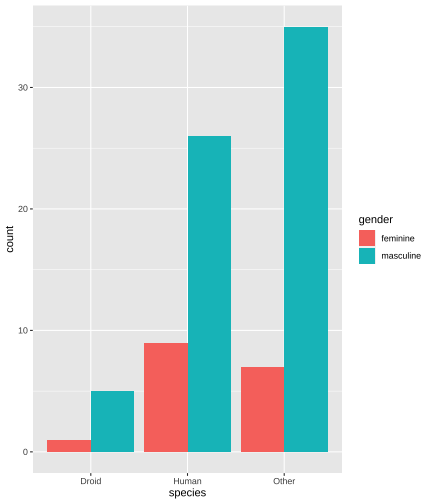 count
30
20
10
0
Droid
Human
Other
species
gender
feminine
masculine